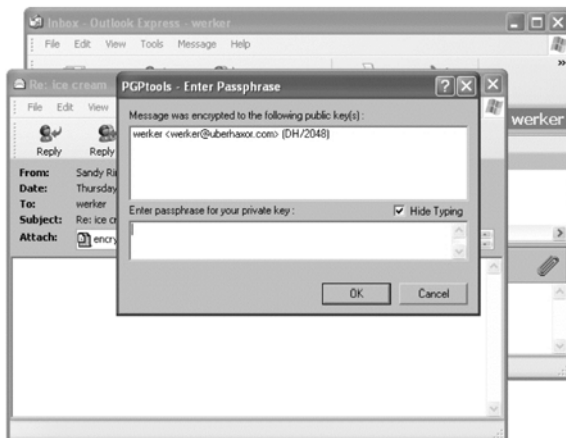 Inbox - Outlook Express - werker
File Edit View Tools Message Help
werker
Re: Ice cream
File Edit View
Reply Reply
From: Sandy
Date: Thursday
To: werker
Subject: Re: ice
Attach:
PGPtools - Enter Passphrase
Message was encrypted to the following public key(s) :
werker <werker@uberhaxor.com> (DH/2048)
Enter passphrase for your private key :
Hide Typing
OK Cancel